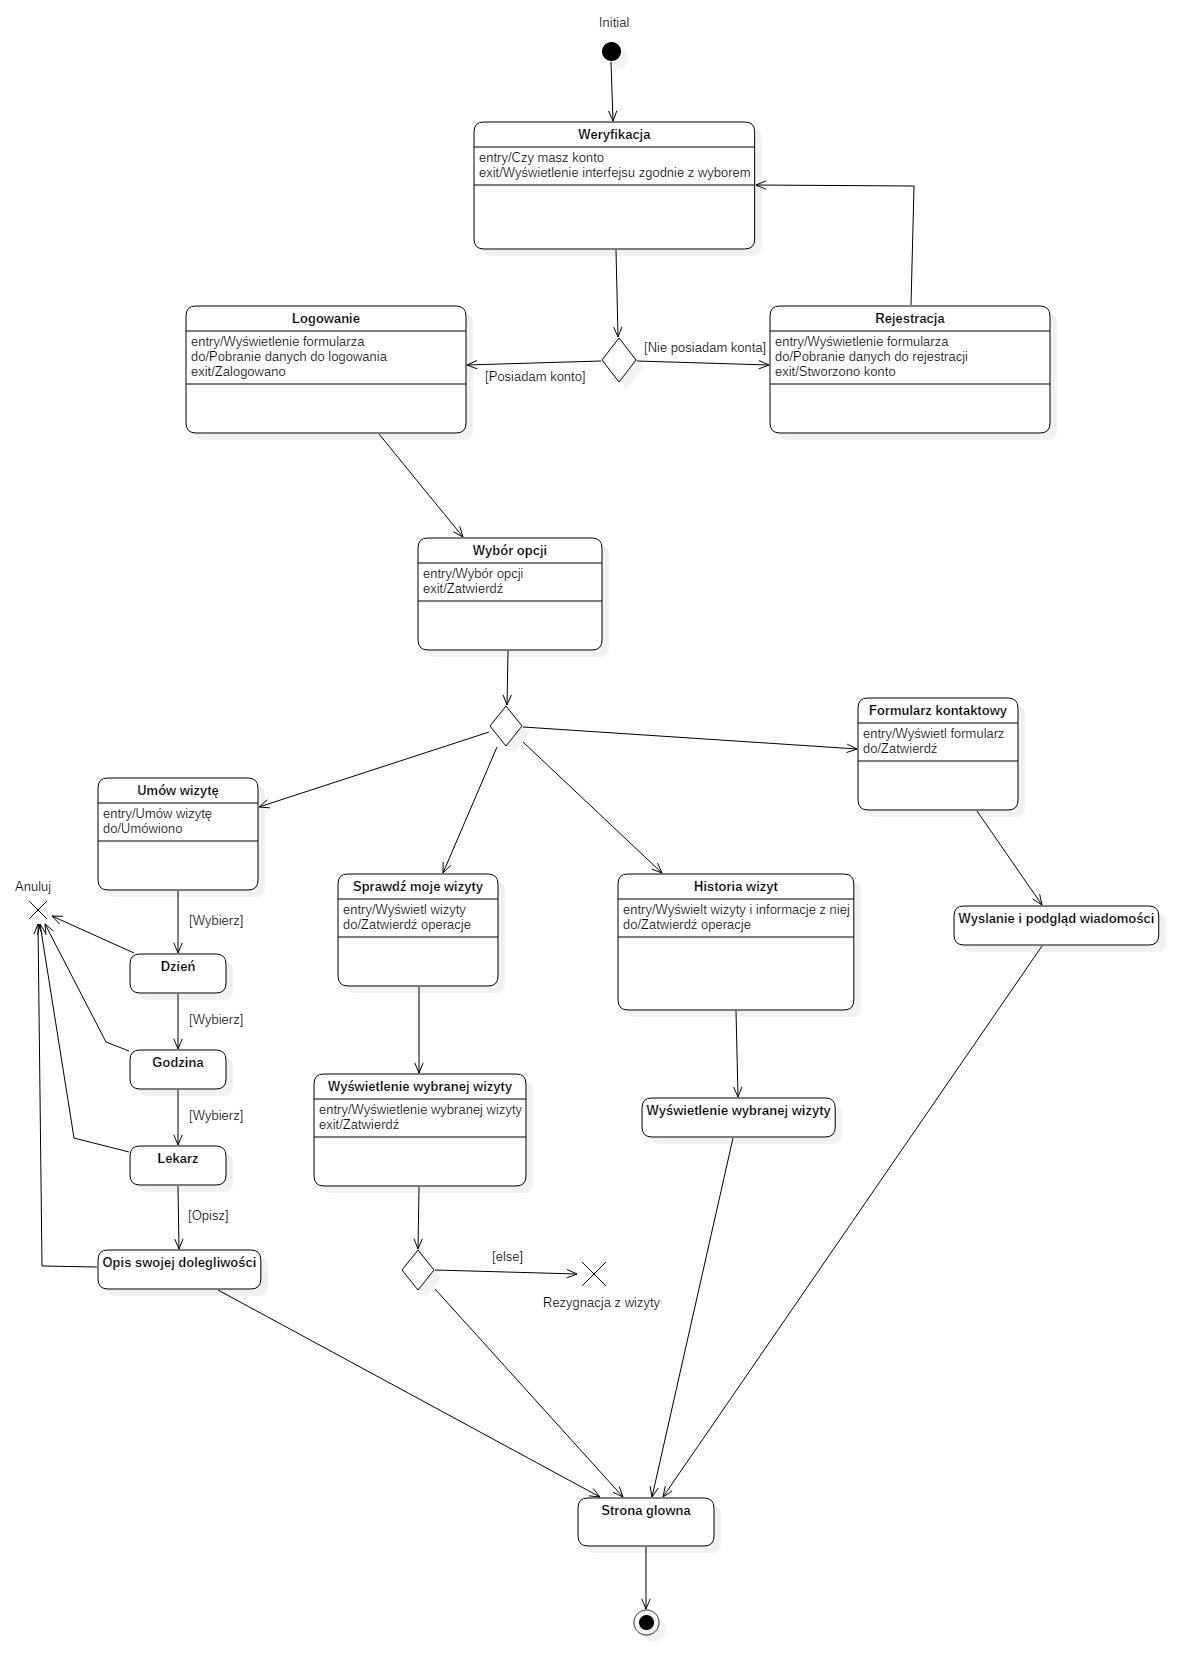 Initial
Weryfikacja
entry/Czy masz konto
exit/Wyświetlenie interfejsu zgodnie z wyborem
Logowanie
entry/Wyświetlenie formularza
do/Pobranie danych do logowania
exit/Zalogowano
[Posiadam konto]
[Nie posiadam konta]
Rejestracja
entry/Wyświetlenie formularza
do/Pobranie danych do rejestracji
exit/Stworzono konto
Wybór opcji
entry/Wybór opcji
exit/Zatwierdź
Formularz kontaktowy
entry/Wyświetl formularz
do/Zatwierdź
Umów wizytę
entry/Umów wizytę
do/Umówiono
Anuluj
[Wybierz]
Sprawdź moje wizyty
entry/Wyświetl wizyty
do/Zatwierdź operacje
Historia wizyt
entry/Wyświelt wizyty i informacje z niej
do/Zatwierdź operacje
Wyslanie i podgląd wiadomości
Dzień
[Wybierz]
Godzina
[Wybierz]
Lekarz
[Opisz]
Opis swojej dolegliwości
Wyświetlenie wybranej wizyty
entry/Wyświetlenie wybranej wizyty
exit/Zatwierdź
Wyświetlenie wybranej wizyty
[else]
Rezygnacja z wizyty
Strona glowna